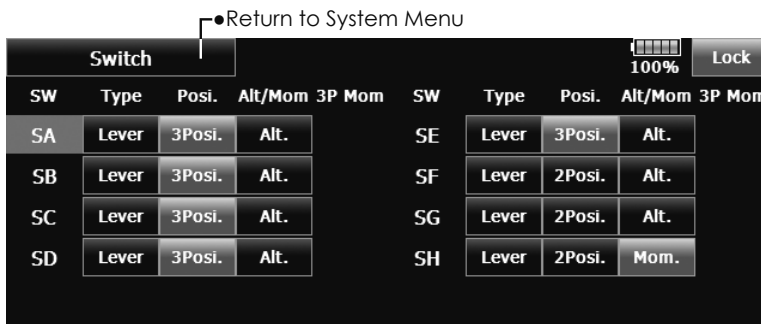 ●Return to System Menu
Switch 100% Lock
SW Type Posi. Alt/Mom 3P Mom SW Type Posi. Alt/Mom 3P Mom
SA Lever 3Posi. Alt. SE Lever 3Posi. Alt.
SB Lever 3Posi. Alt. SF Lever 2Posi. Alt.
SC Lever 3Posi. Alt. SG Lever 2Posi. Alt.
SD Lever 3Posi. Alt. SH Lever 2Posi. Mom.